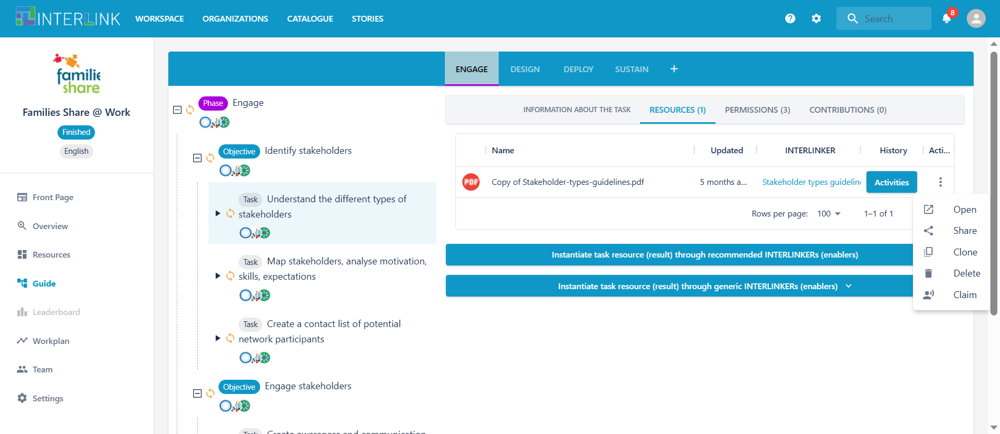 INTERLINK WORKSPACE ORGANIZATIONS CATALOGUE STORIES ? Search 8
familie
share
Families Share @ Work
Finished
English
Front Page
Overview
Resources
Guide
Leaderboard
Workplan
Team
Settings
ENGAGE DESIGN DEPLOY SUSTAIN +
Phase Engage
Objective Identify stakeholders
Task Understand the different types of
stakeholders
Task Map stakeholders, analyse motivation,
skills, expectations
Task Create a contact list of potential
network participants
Objective Engage stakeholders
Task Create awareness and communication
INFORMATION ABOUT THE TASK RESOURCES (1) PERMISSIONS (3) CONTRIBUTIONS (0)
Name Updated INTERLINKER History Acti...
PDF Copy of Stakeholder-types-guidelines.pdf 5 months a... Stakeholder types guideline Activities
Rows per page: 100 1–1 of 1
Instantiate task resource (result) through recommended INTERLINKERs (enablers)
Instantiate task resource (result) through generic INTERLINKERs (enablers)
Open
Share
Clone
Delete
Claim